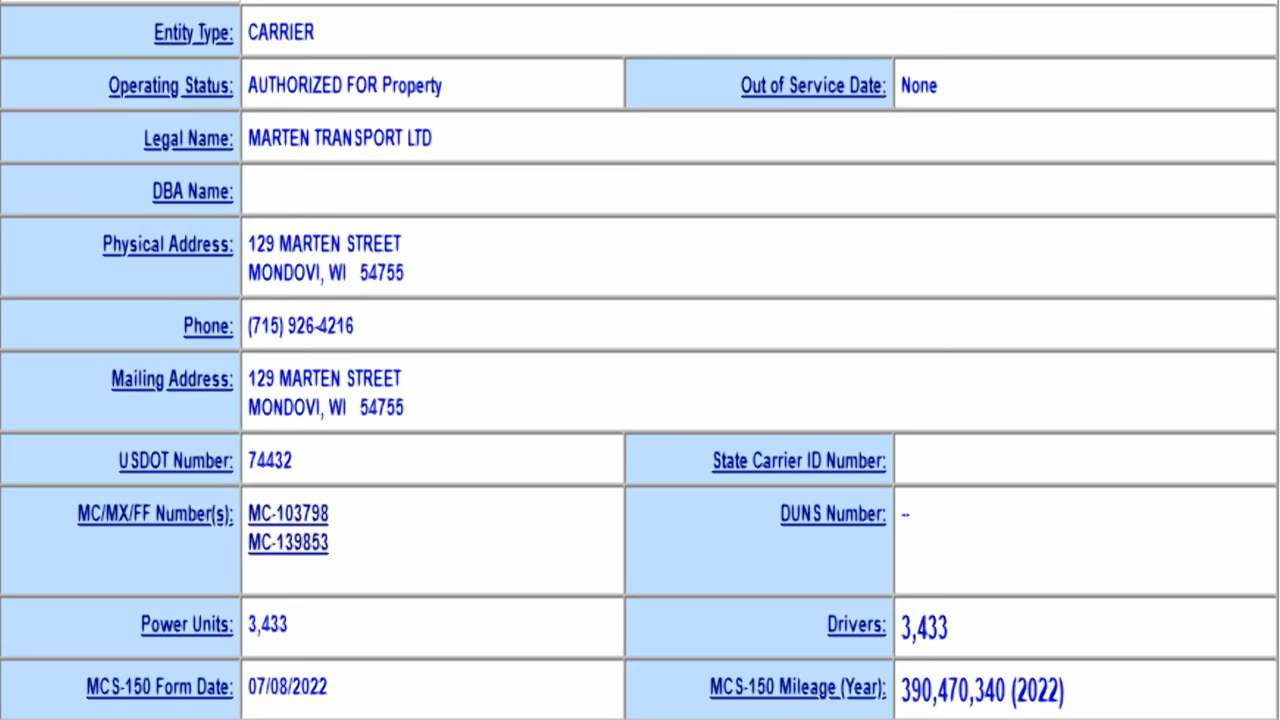 Entity Type: CARRIER
Operating Status: AUTHORIZED FOR Property Out of Service Date: None
Legal Name: MARTEN TRANSPORT LTD
DBA Name:
Physical Address: 129 MARTEN STREET
MONDOVI, WI 54755
Phone: (715) 926-4216
Mailing Address: 129 MARTEN STREET
MONDOVI, WI 54755
USDOT Number: 74432 State Carrier ID Number:
MC/MX/FF Number(s): MC-103798 DUNS Number: --
MC-139853
Power Units: 3,433 Drivers: 3,433
MCS-150 Form Date: 07/08/2022 MCS-150 Mileage (Year): 390,470,340 (2022)